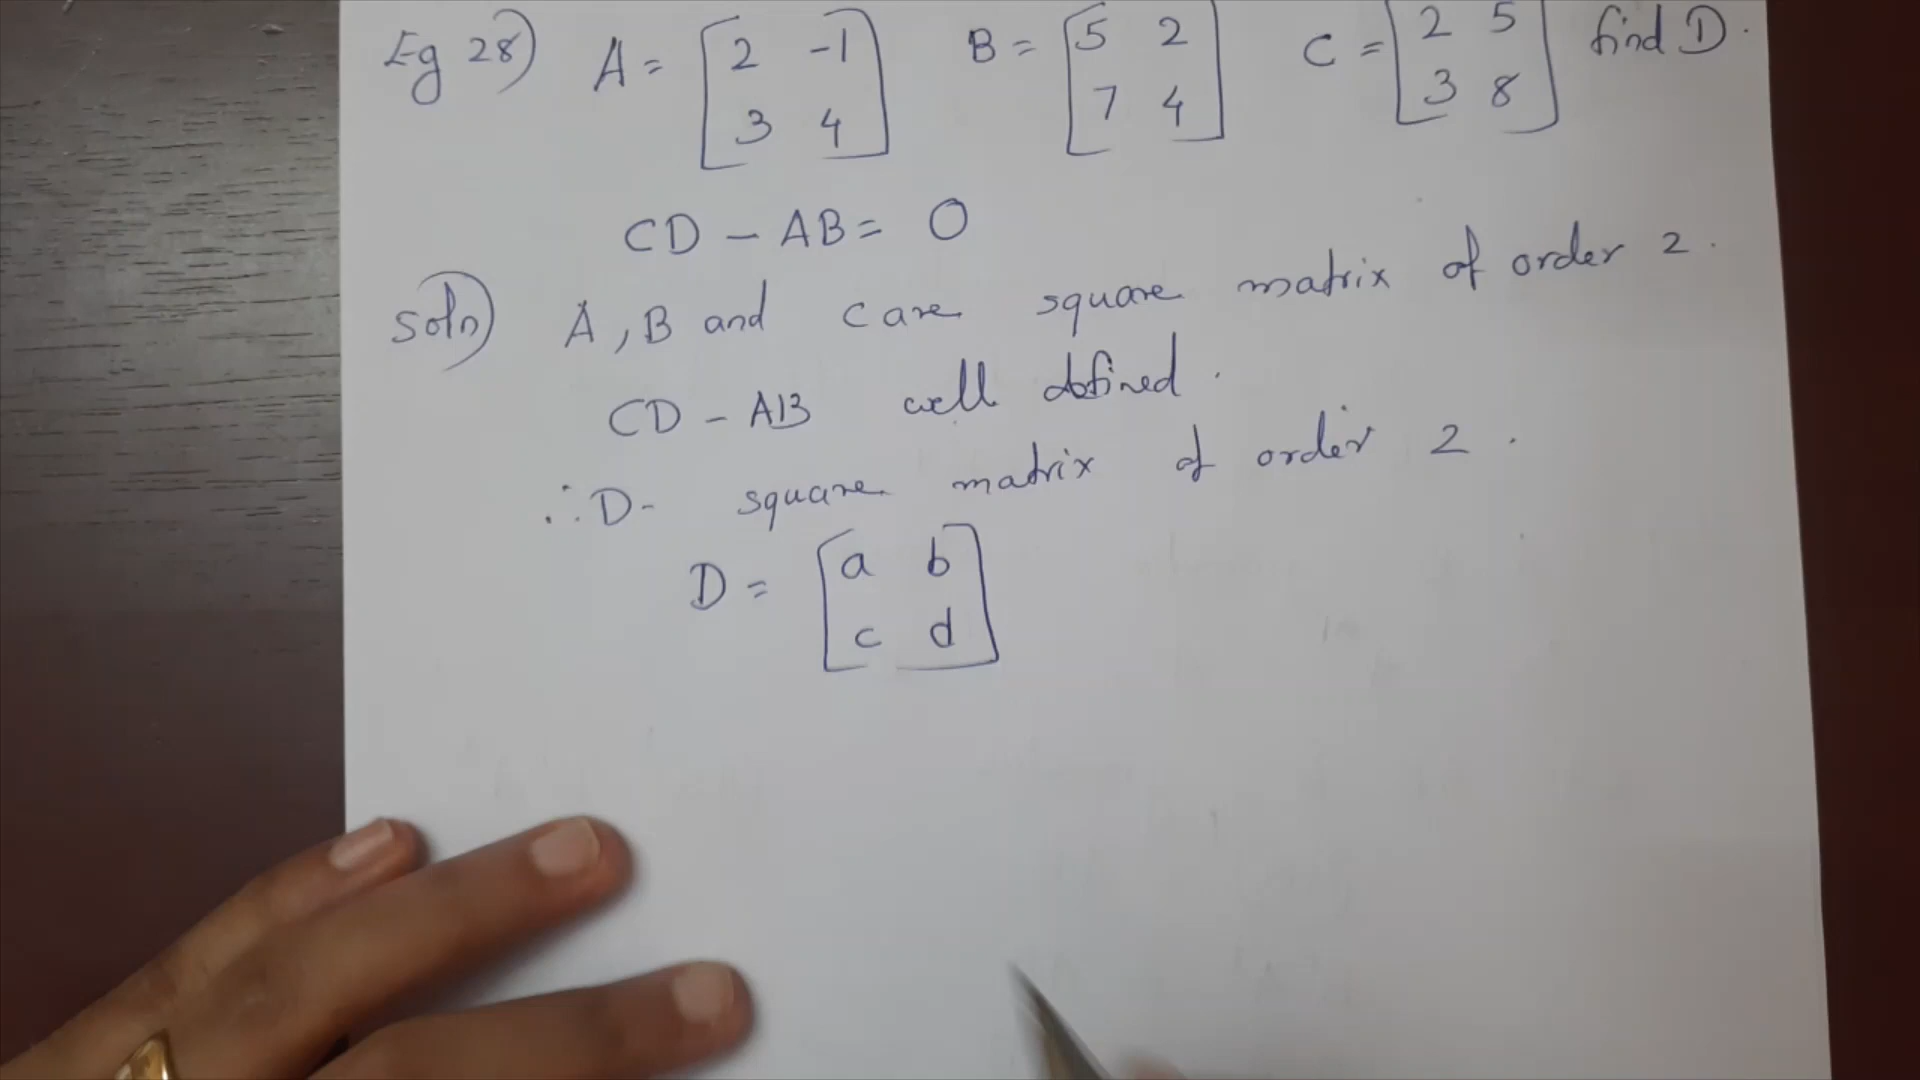 Eg 28) A = [2 -1 B = [5 2 C = [2 5 find D.
3 4] 7 4] 3 8]
CD - AB = O
soln) A, B and C are square matrix of order 2.
CD - AB well defined.
∴ D - square matrix of order 2.
D = [a b
c d]